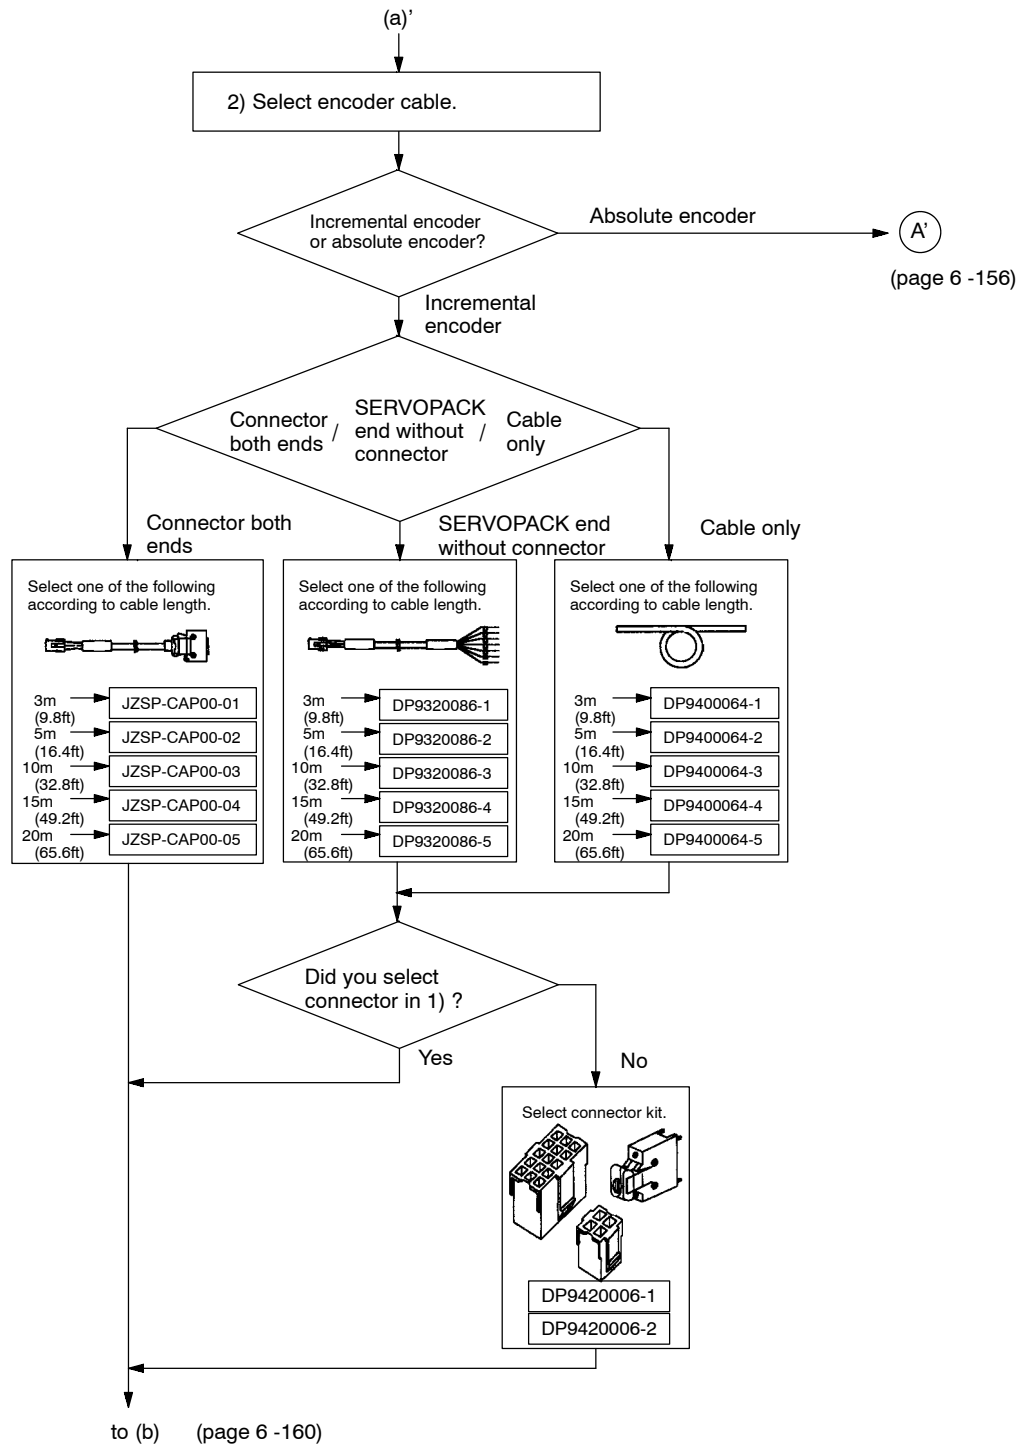 (a)’
2) Select encoder cable.
Incremental encoder
or absolute encoder?
Absolute encoder
A’
(page 6 -156)
Incremental
encoder
Connector
both ends
/
SERVOPACK
end without
connector
/
Cable
only
Connector both
ends
Select one of the following
according to cable length.
3m
(9.8ft)
JZSP-CAP00-01
5m
(16.4ft)
JZSP-CAP00-02
10m
(32.8ft)
JZSP-CAP00-03
15m
(49.2ft)
JZSP-CAP00-04
20m
(65.6ft)
JZSP-CAP00-05
SERVOPACK end
without connector
Select one of the following
according to cable length.
3m
(9.8ft)
DP9320086-1
5m
(16.4ft)
DP9320086-2
10m
(32.8ft)
DP9320086-3
15m
(49.2ft)
DP9320086-4
20m
(65.6ft)
DP9320086-5
Cable only
Select one of the following
according to cable length.
3m
(9.8ft)
DP9400064-1
5m
(16.4ft)
DP9400064-2
10m
(32.8ft)
DP9400064-3
15m
(49.2ft)
DP9400064-4
20m
(65.6ft)
DP9400064-5
Did you select
connector in 1) ?
Yes
No
Select connector kit.
DP9420006-1
DP9420006-2
to (b) (page 6 -160)